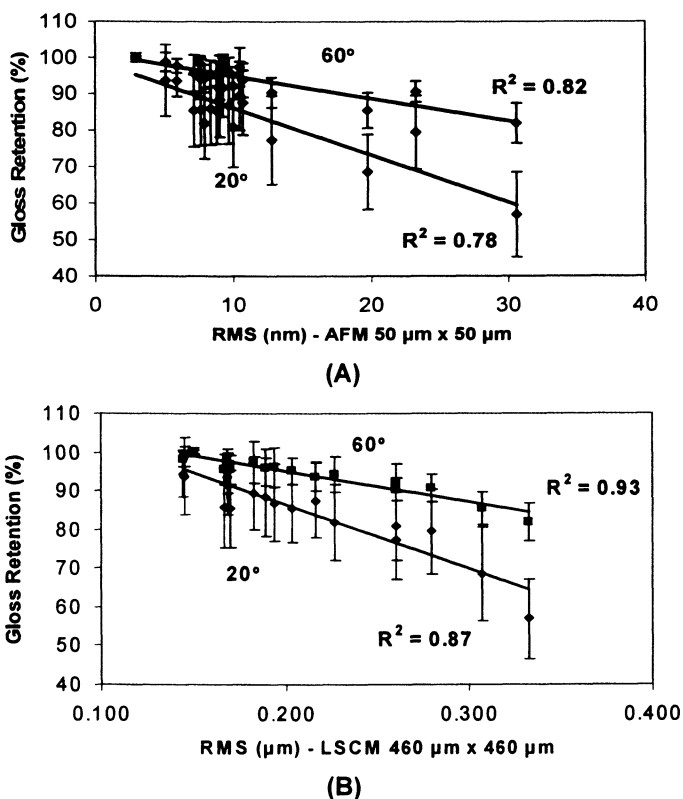 110
100
90
80
70
60
50
40
Gloss Retention (%)
60°
R² = 0.82
20°
R² = 0.78
0 10 20 30 40
RMS (nm) - AFM 50 µm x 50 µm
(A)
110
100
90
80
70
60
50
40
Gloss Retention (%)
60°
R² = 0.93
20°
R² = 0.87
0.100 0.200 0.300 0.400
RMS (µm) - LSCM 460 µm x 460 µm
(B)